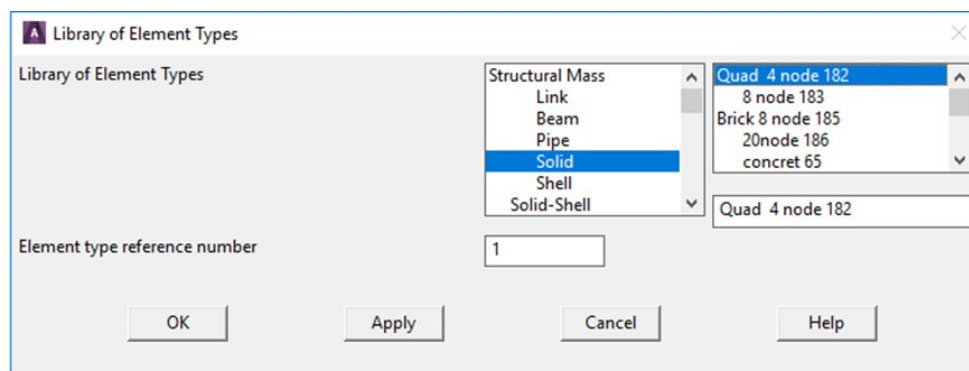 Library of Element Types
Library of Element Types
Structural Mass
Link
Beam
Pipe
Solid
Shell
Solid-Shell
Quad 4 node 182
8 node 183
Brick 8 node 185
20node 186
concret 65
Quad 4 node 182
Element type reference number
1
OK
Apply
Cancel
Help